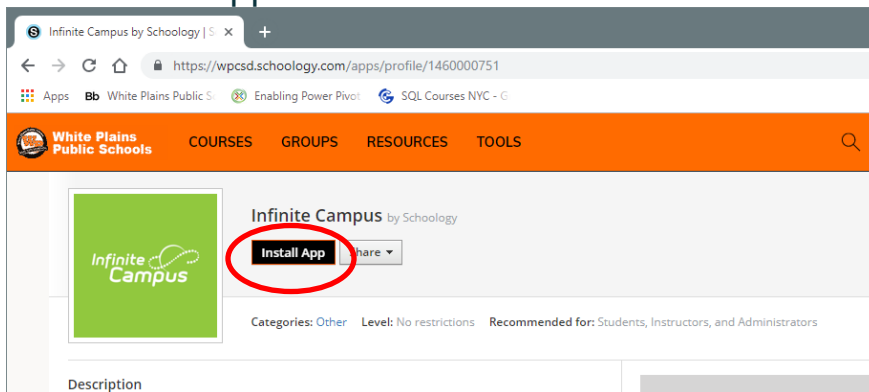 Infinite Campus by Schoology | S
https://wpcsd.schoology.com/apps/profile/1460000751
Apps Bb White Plains Public S Enabling Power Pivot SQL Courses NYC - G
White Plains
Public Schools
COURSES GROUPS RESOURCES TOOLS
Infinite Campus by Schoology
Install App Share
Infinite
Campus
Categories: Other Level: No restrictions Recommended for: Students, Instructors, and Administrators
Description